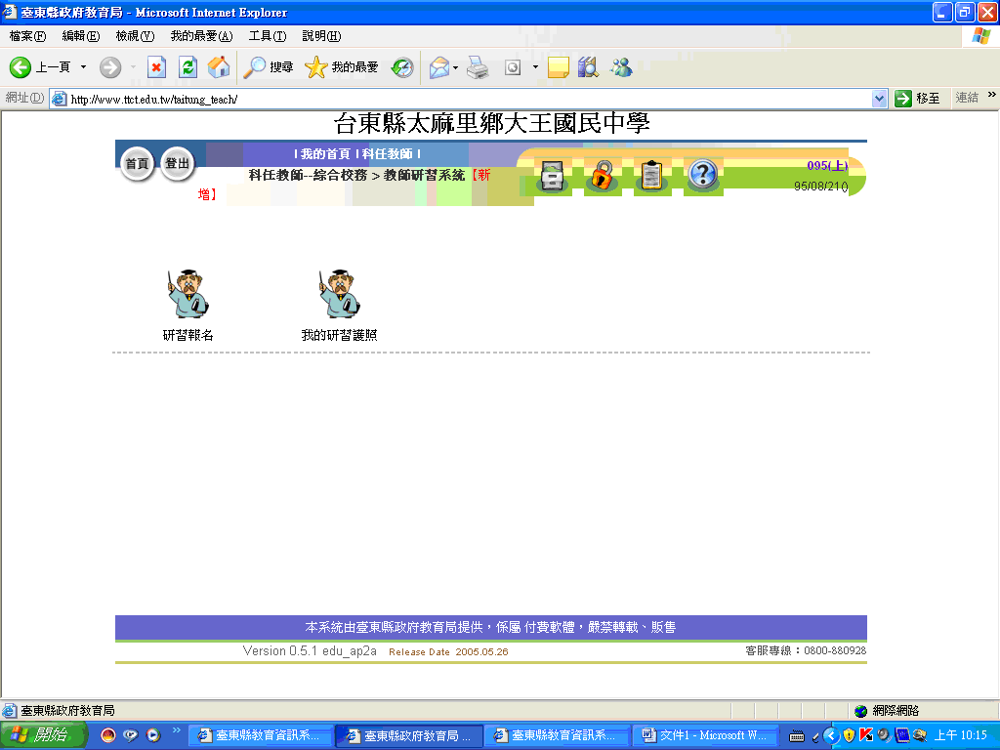 臺東縣政府教育局 - Microsoft Internet Explorer
檔案(F) 編輯(E) 檢視(V) 我的最愛(A) 工具(T) 說明(H)
上一頁 搜尋 我的最愛
網址(D) http://www.ttct.edu.tw/taitung_teach/ 移至 連結 »
台東縣太麻里鄉大王國民中學
首頁 登出 | 我的首頁 | 科任教師 |
科任教師--綜合校務 > 教師研習系統【新
增】
095(上)
95/08/21()
研習報名 我的研習護照
本系統由臺東縣政府教育局提供，係屬 付費軟體，嚴禁轉載、販售
Version 0.5.1 edu_ap2a Release Date 2005.05.26 客服專線：0800-880928
臺東縣政府教育局 網際網路
開始 » 臺東縣教育資訊系... 臺東縣政府教育局 ... 臺東縣教育資訊系... 文件1 - Microsoft W... 上午 10:15